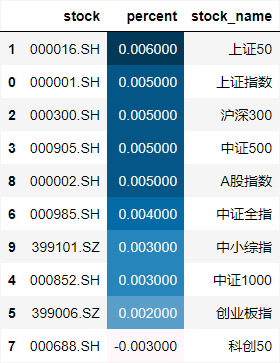 stock percent stock_name
1 000016.SH 0.006000 上证50
0 000001.SH 0.005000 上证指数
2 000300.SH 0.005000 沪深300
3 000905.SH 0.005000 中证500
8 000002.SH 0.005000 A股指数
6 000985.SH 0.004000 中证全指
9 399101.SZ 0.003000 中小综指
4 000852.SH 0.003000 中证1000
5 399006.SZ 0.002000 创业板指
7 000688.SH -0.003000 科创50